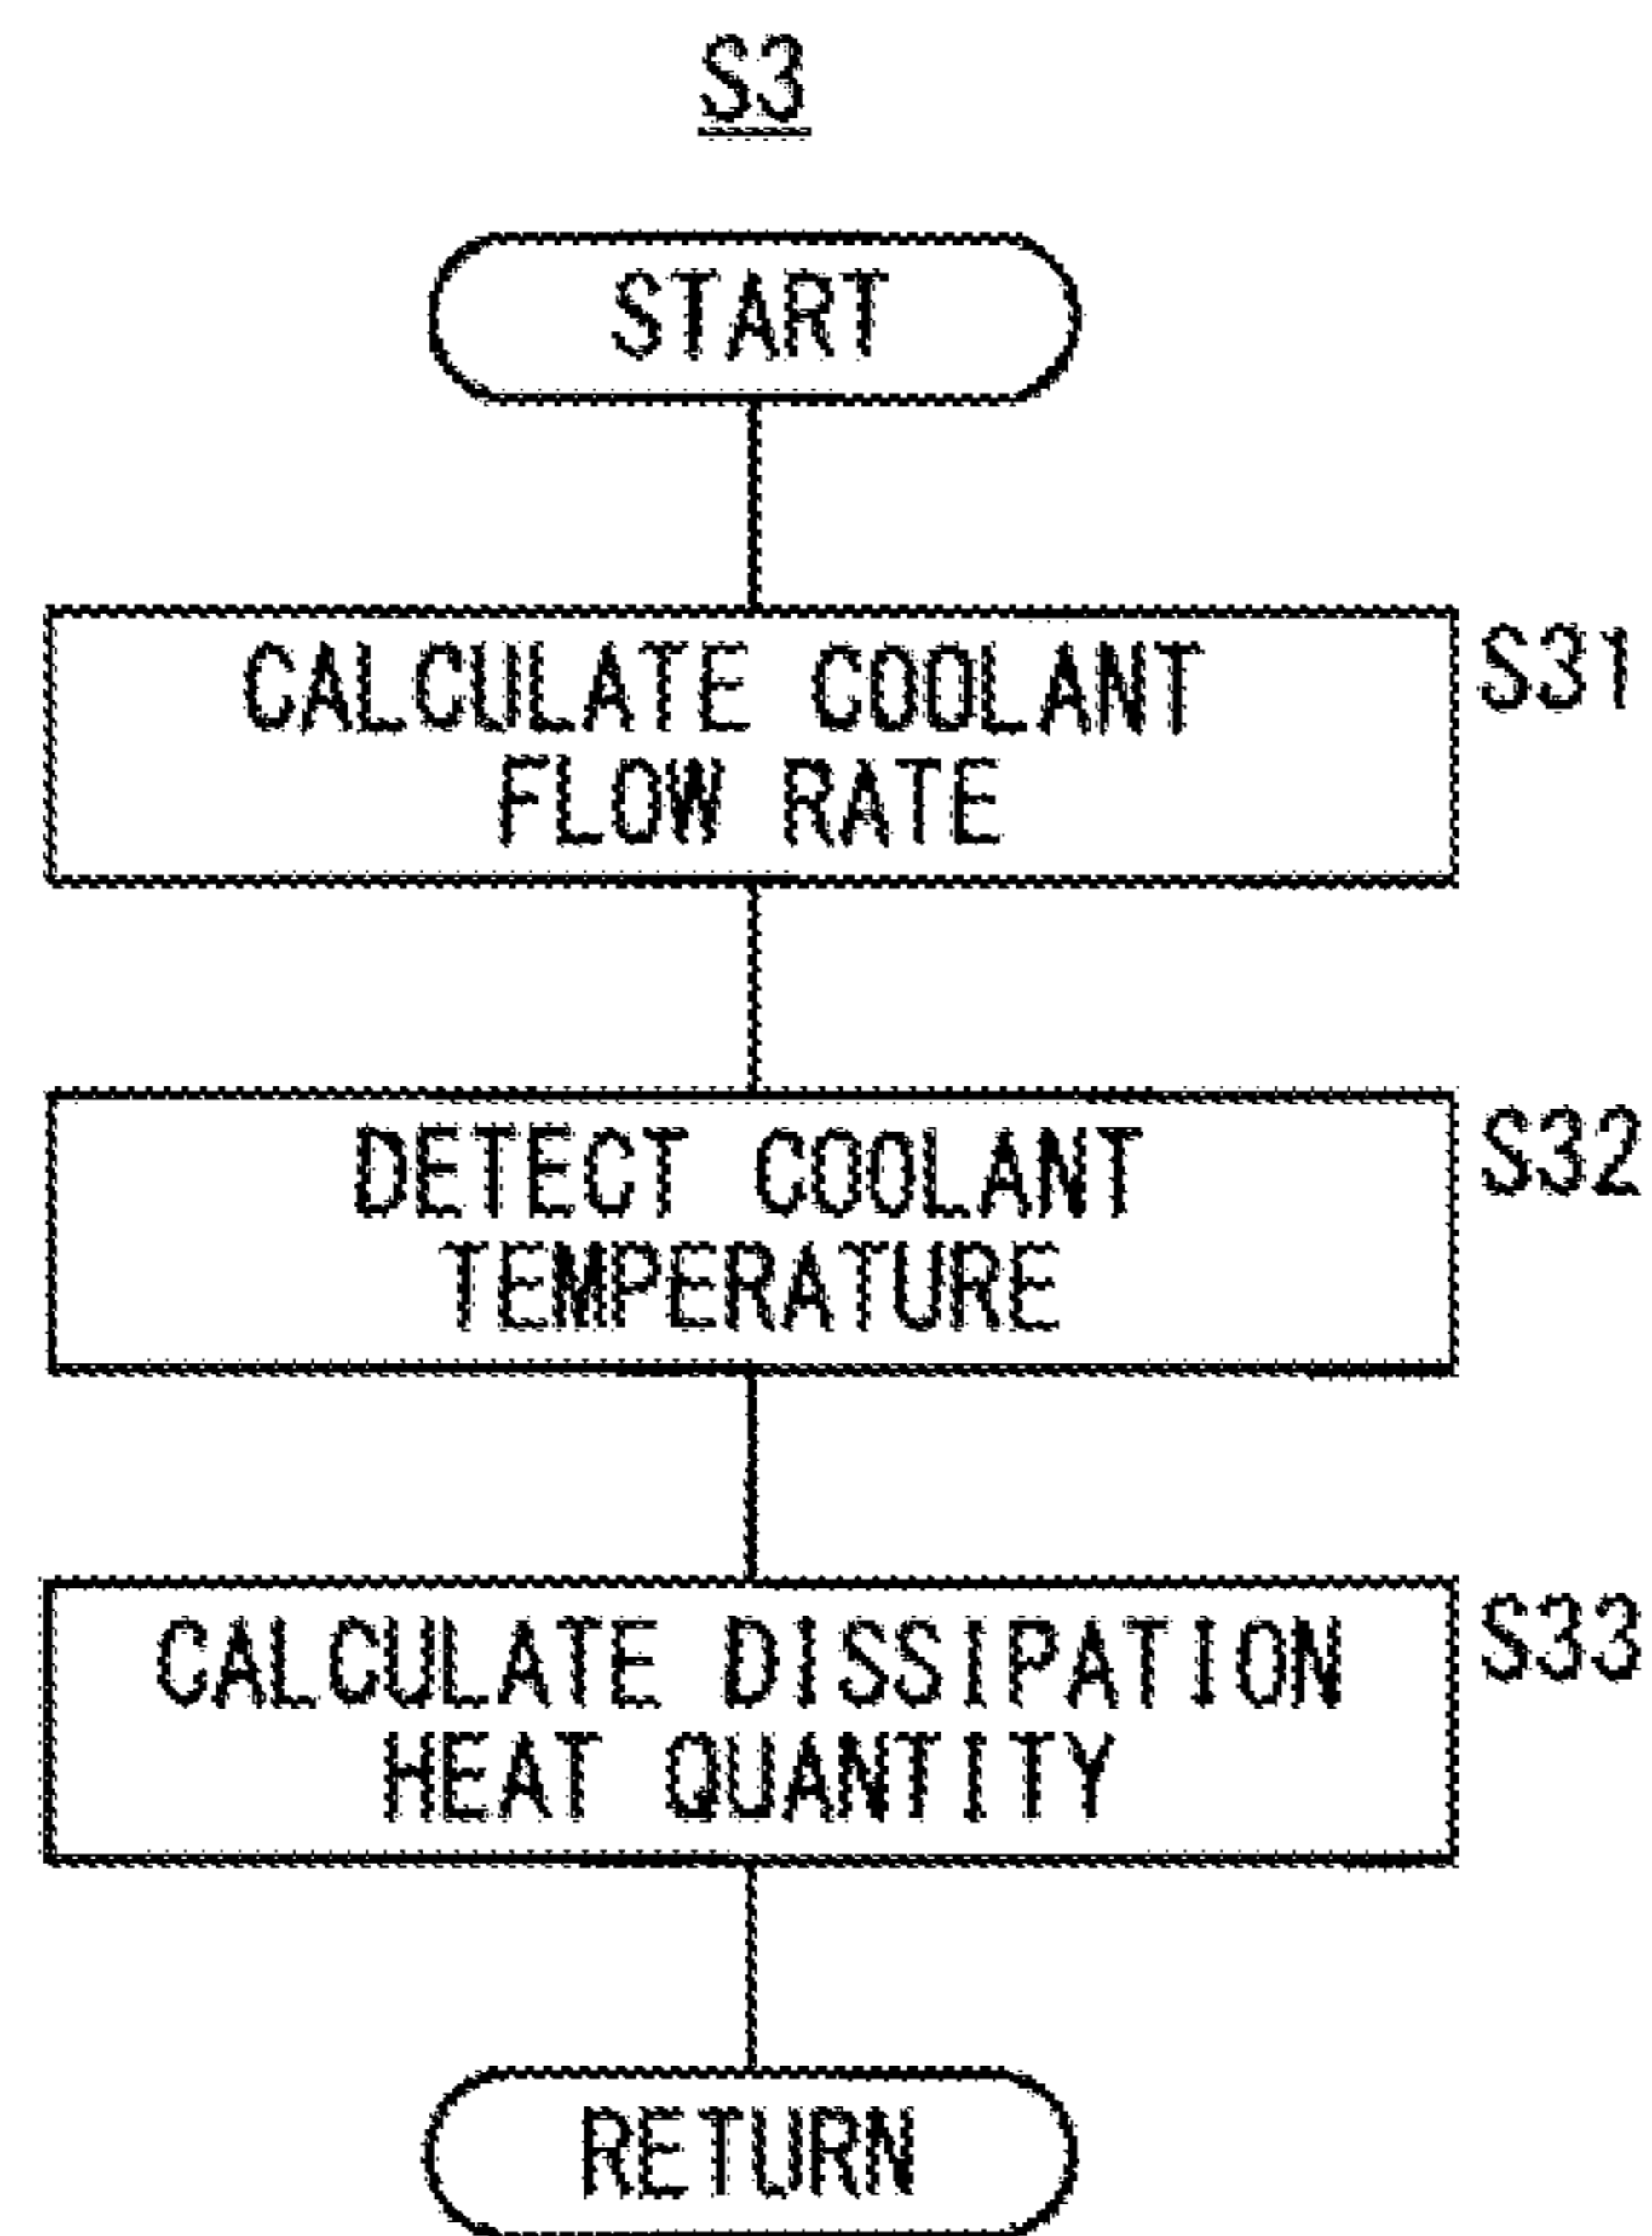 S3
START
CALCULATE COOLANT
FLOW RATE
S31
DETECT COOLANT
TEMPERATURE
S32
CALCULATE DISSIPATION
HEAT QUANTITY
S33
RETURN